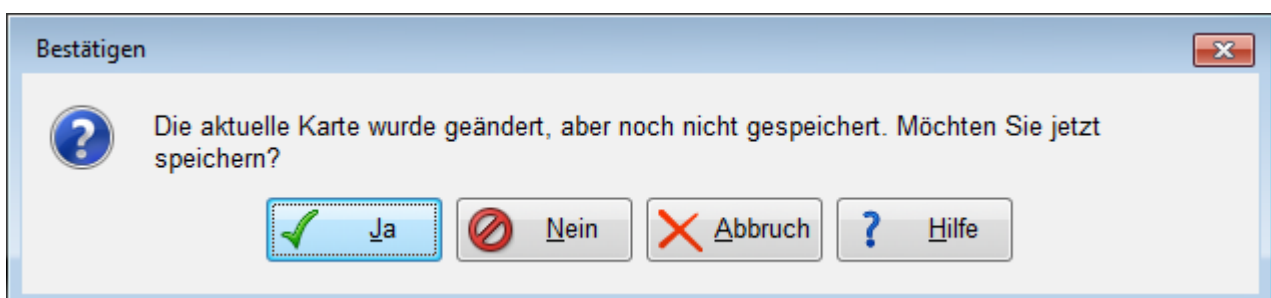 Bestätigen
Die aktuelle Karte wurde geändert, aber noch nicht gespeichert. Möchten Sie jetzt
speichern?
Ja Nein Abbruch Hilfe